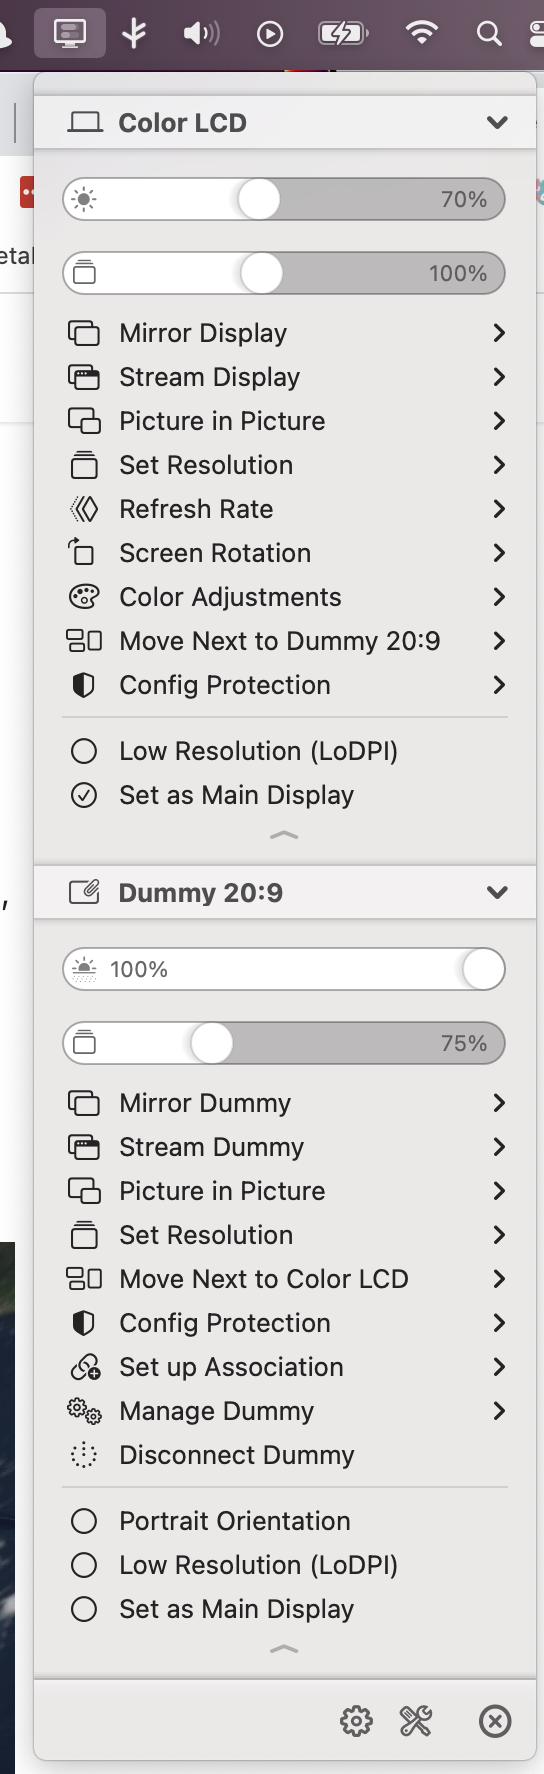 Color LCD
70%
etal
100%
Mirror Display
Stream Display
Picture in Picture
Set Resolution
Refresh Rate
Screen Rotation
Color Adjustments
Move Next to Dummy 20:9
Config Protection
Low Resolution (LoDPI)
Set as Main Display
,
Dummy 20:9
100%
75%
Mirror Dummy
Stream Dummy
Picture in Picture
Set Resolution
Move Next to Color LCD
Config Protection
Set up Association
Manage Dummy
Disconnect Dummy
Portrait Orientation
Low Resolution (LoDPI)
Set as Main Display